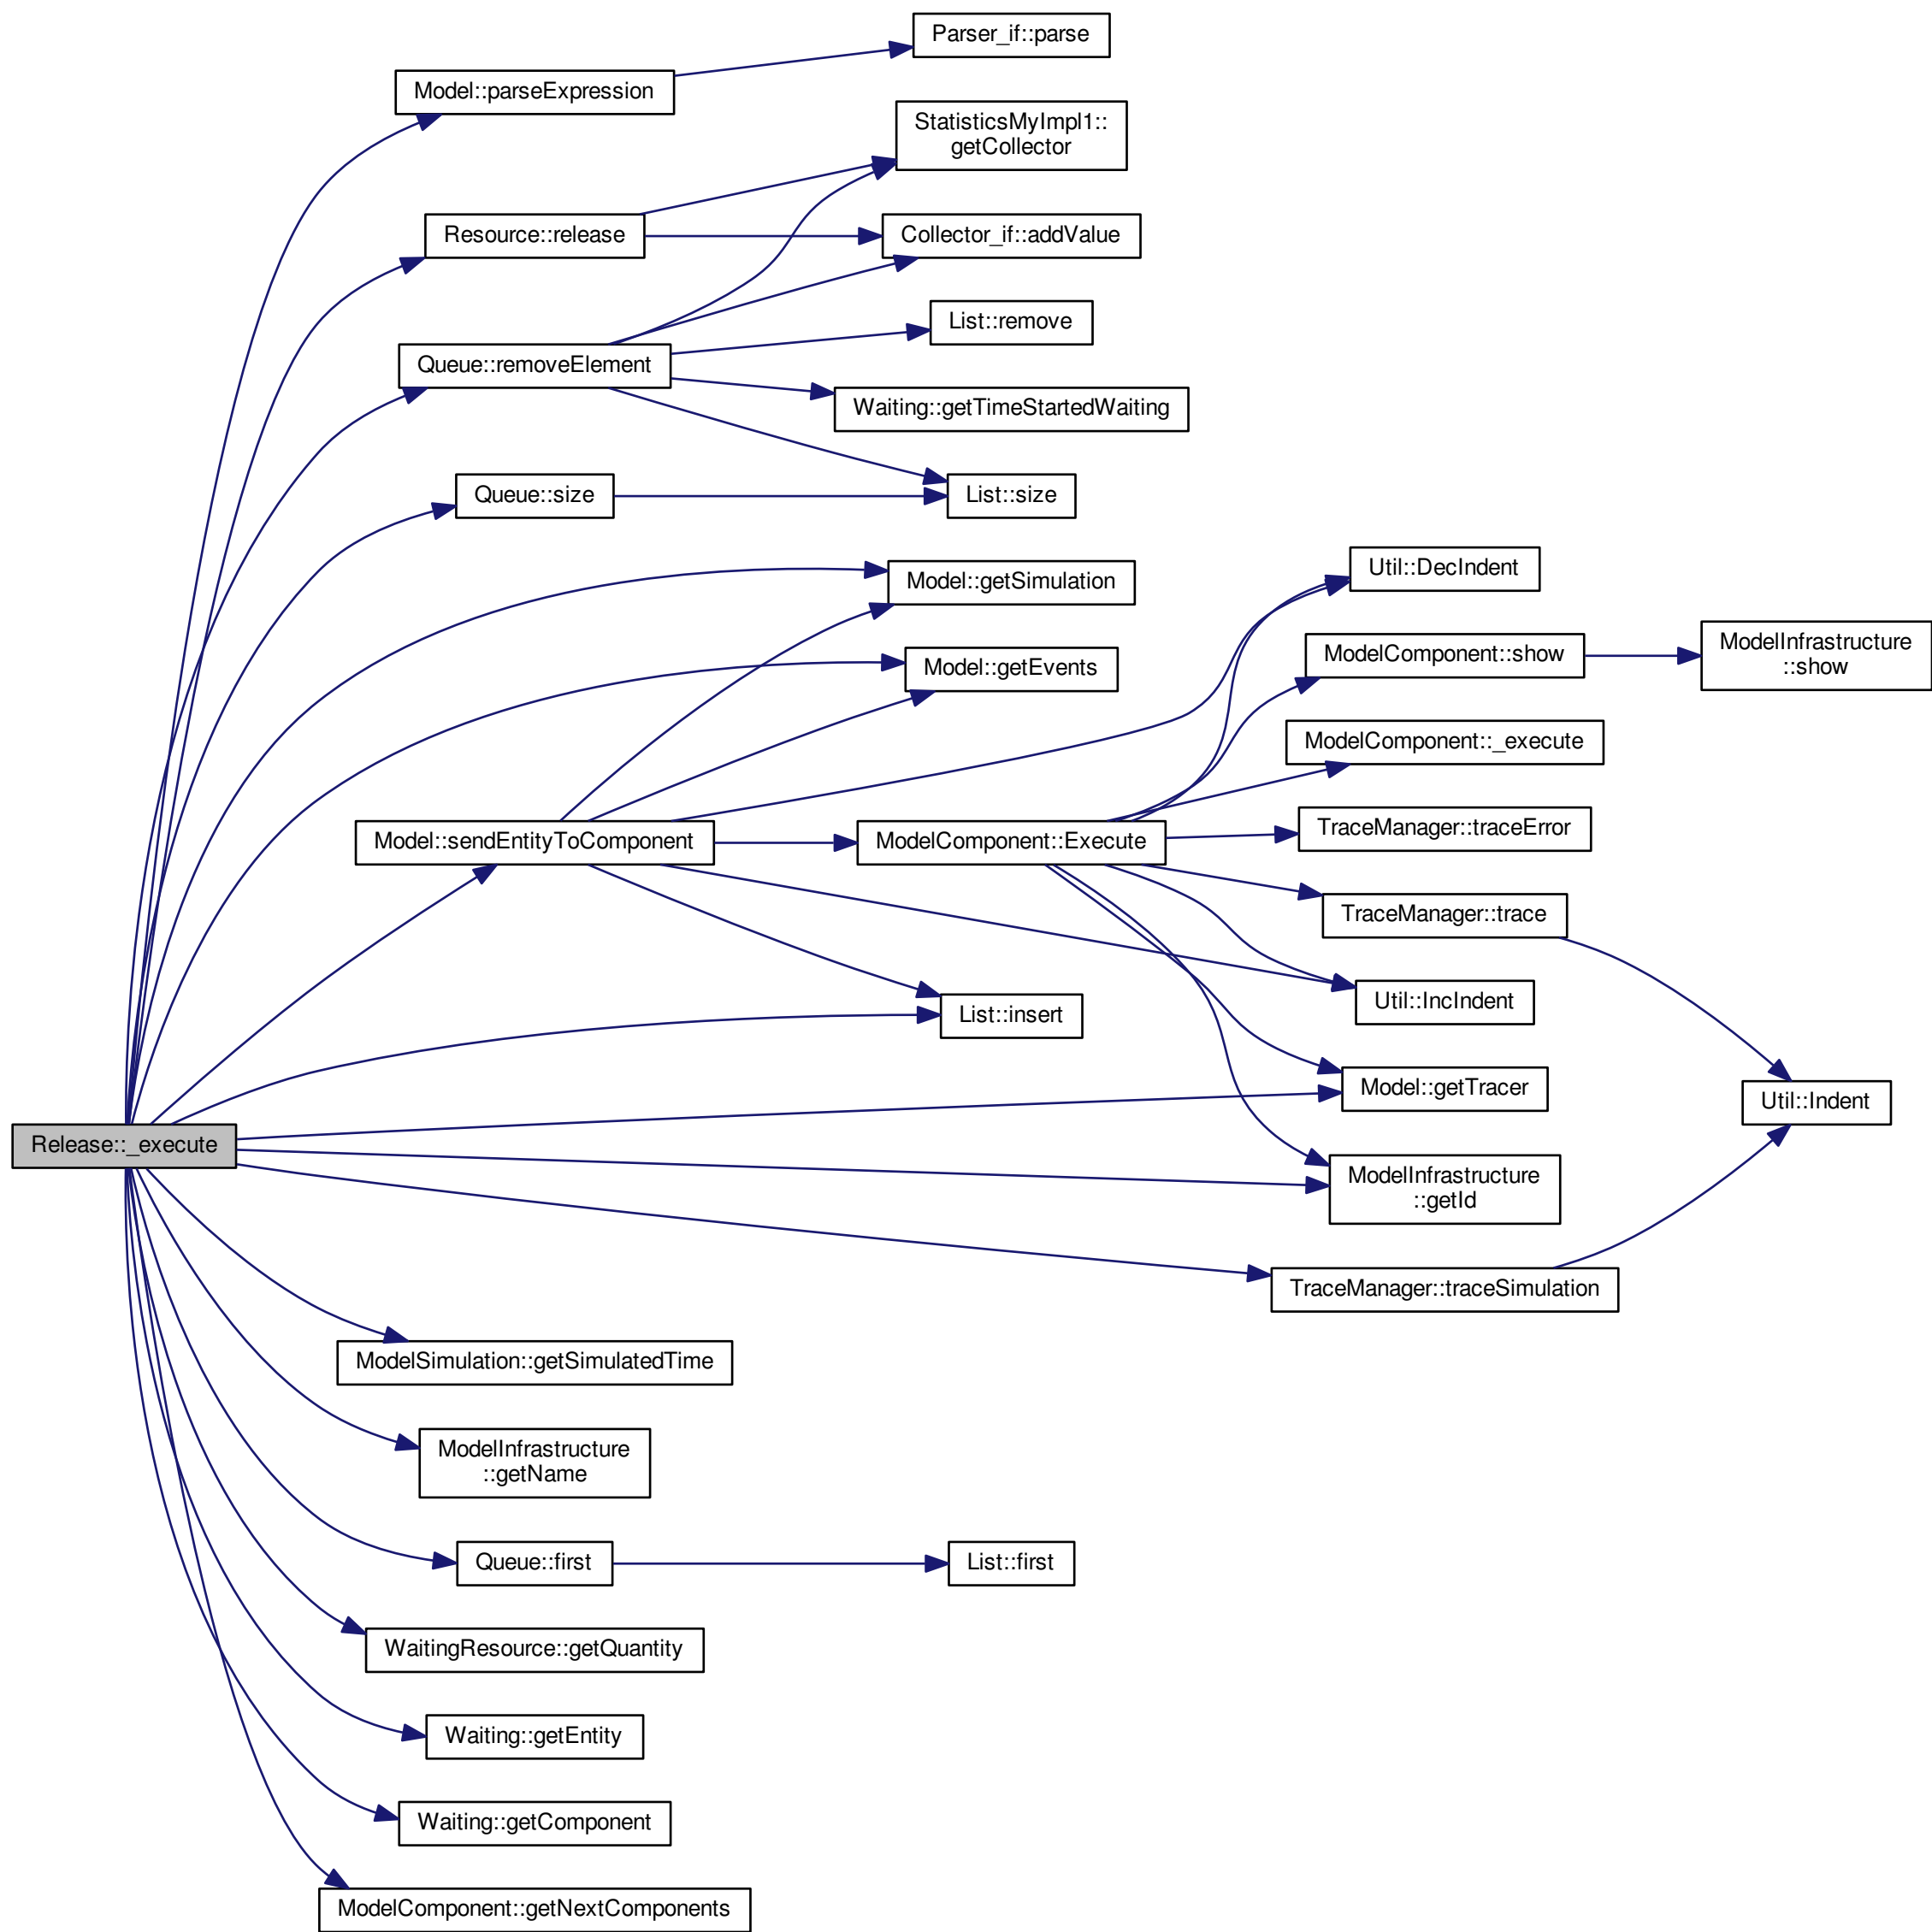 Parser_if::parse
Model::parseExpression
StatisticsMyImpl1::
getCollector
Resource::release
Collector_if::addValue
List::remove
Queue::removeElement
Waiting::getTimeStartedWaiting
Queue::size
List::size
Util::DecIndent
Model::getSimulation
ModelComponent::show
ModelInfrastructure
::show
Model::getEvents
ModelComponent::_execute
Model::sendEntityToComponent
ModelComponent::Execute
TraceManager::traceError
TraceManager::trace
List::insert
Util::IncIndent
Model::getTracer
Util::Indent
Release::_execute
ModelInfrastructure
::getId
TraceManager::traceSimulation
ModelSimulation::getSimulatedTime
ModelInfrastructure
::getName
Queue::first
List::first
WaitingResource::getQuantity
Waiting::getEntity
Waiting::getComponent
ModelComponent::getNextComponents